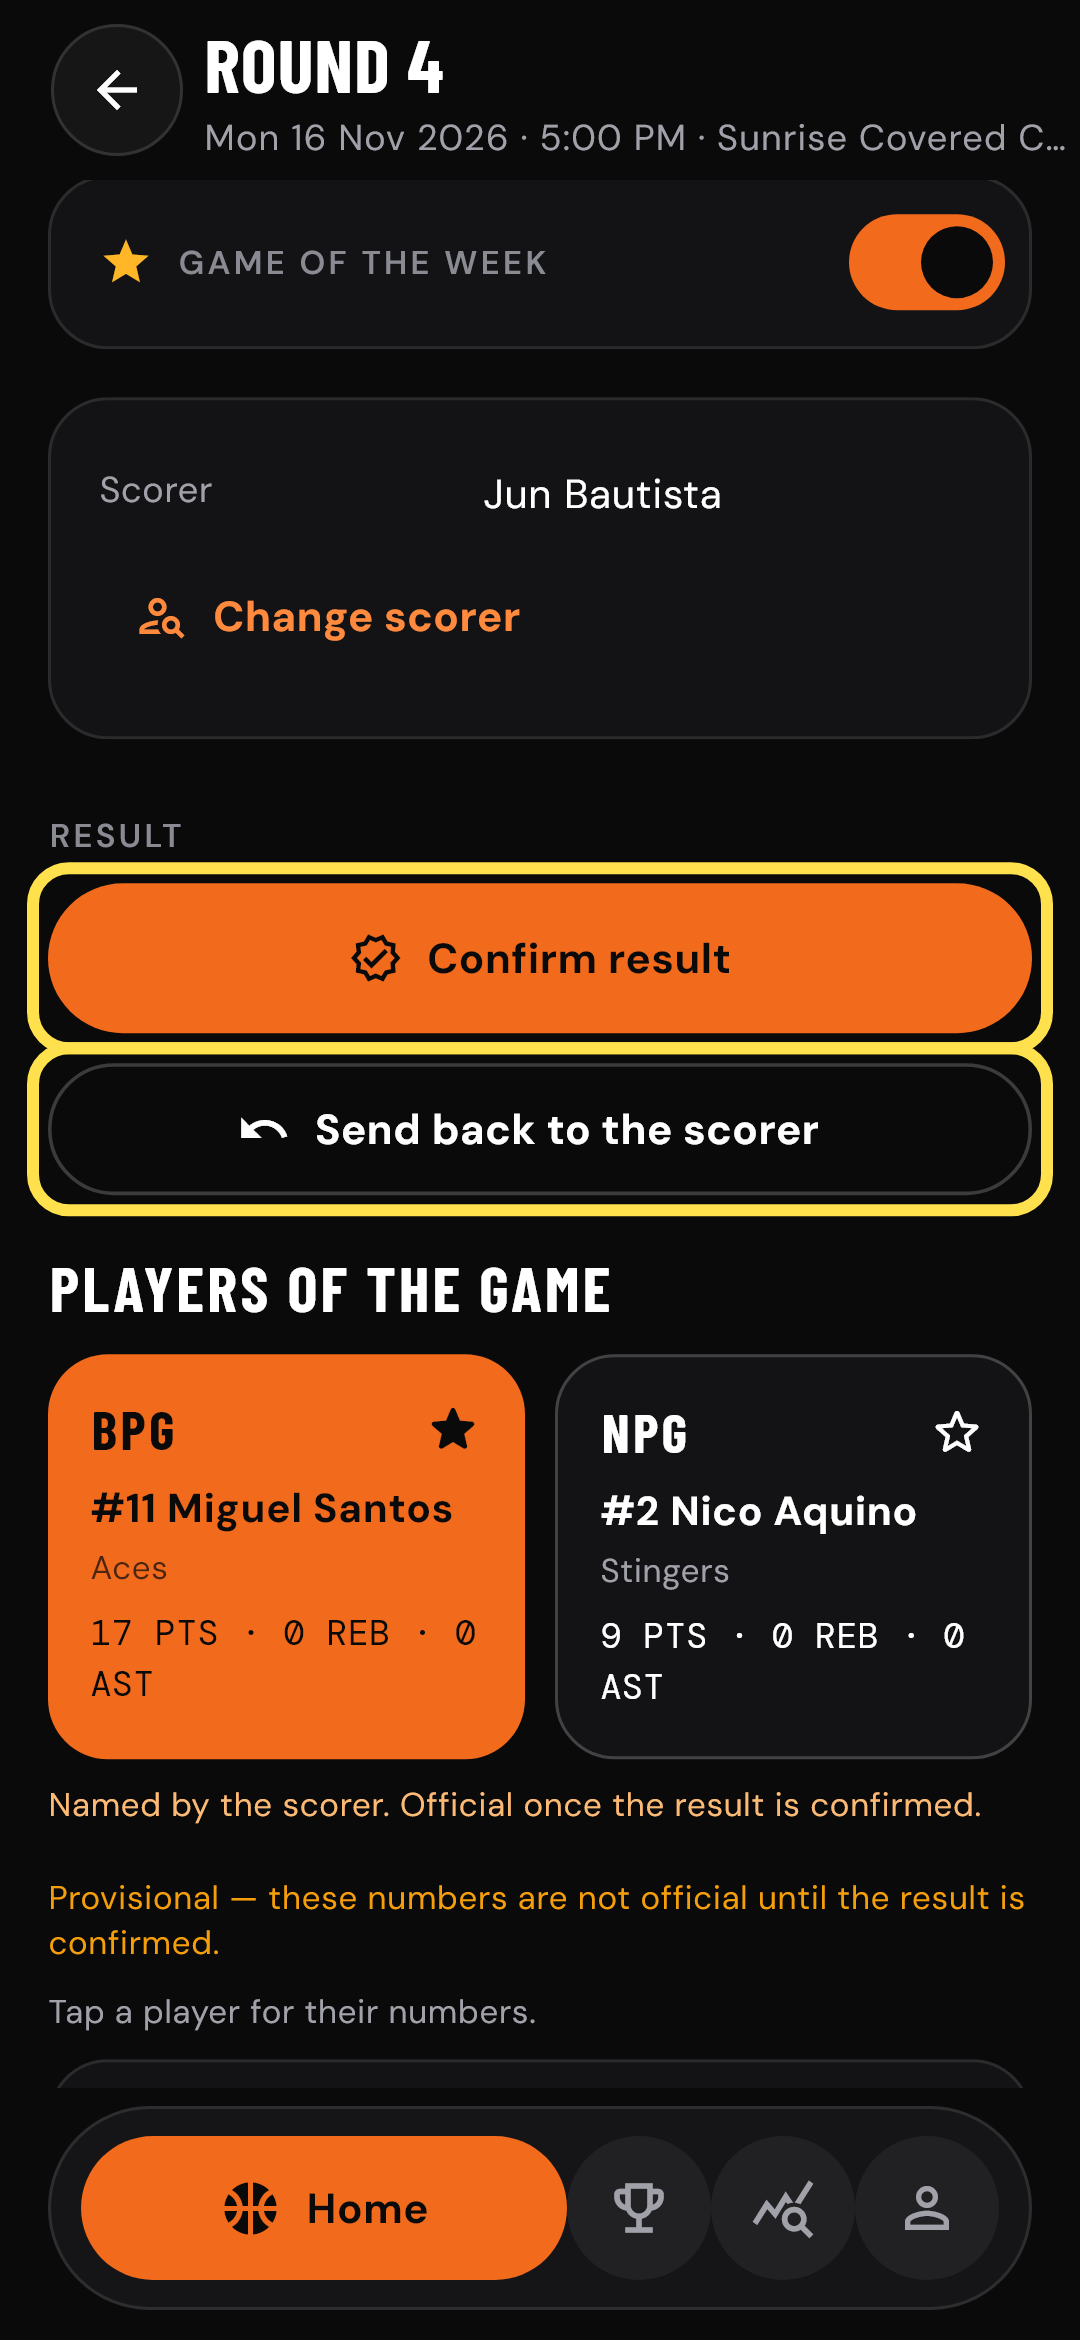 ROUND 4
Mon 16 Nov 2026 · 5:00 PM · Sunrise Covered C...
GAME OF THE WEEK
Scorer
Jun Bautista
Change scorer
RESULT
Confirm result
Send back to the scorer
PLAYERS OF THE GAME
BPG
#11 Miguel Santos
Aces
17 PTS · 0 REB · 0
AST
NPG
#2 Nico Aquino
Stingers
9 PTS · 0 REB · 0
AST
Named by the scorer. Official once the result is confirmed.
Provisional — these numbers are not official until the result is
confirmed.
Tap a player for their numbers.
Home